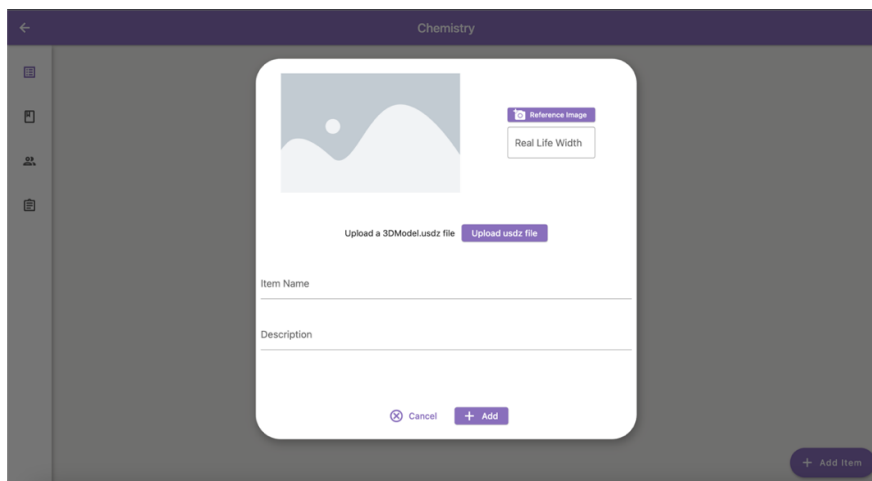 Chemistry
Reference Image
Real Life Width
Upload a 3DModel.usdz file Upload usdz file
Item Name
Description
Cancel + Add
+ Add Item